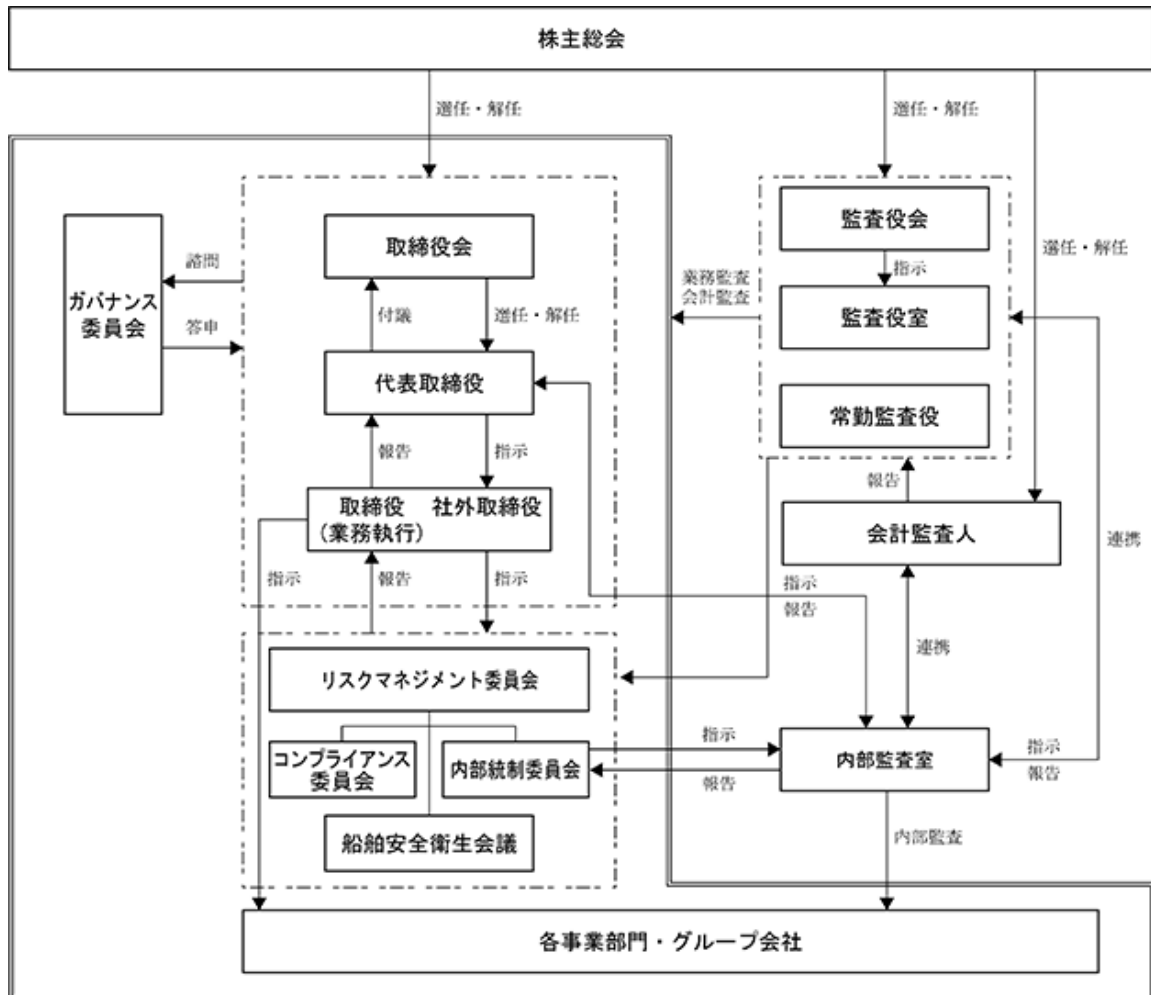 株主総会
選任・解任
選任・解任
選任・解任
取締役会
監査役会
指示
監査役室
常勤監査役
諮問
ガバナンス
委員会
答申
付議
選任・解任
業務監査
会計監査
代表取締役
報告
指示
報告
取締役
(業務執行)
社外取締役
会計監査人
連携
指示
報告
指示
指示
報告
連携
リスクマネジメント委員会
コンプライアンス
委員会
内部統制委員会
指示
報告
内部監査室
指示
報告
船舶安全衛生会議
内部監査
各事業部門・グループ会社